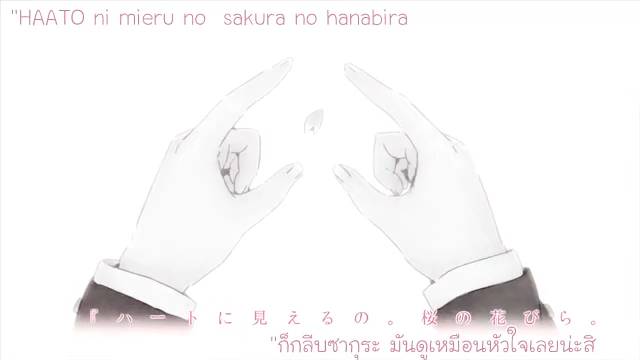 "HAATO ni mieru no sakura no hanabira
『ハートに見えるの。桜の花びら。
"ก็กลีบซากุระ มันดูเหมือนหัวใจเลยน่ะสิ